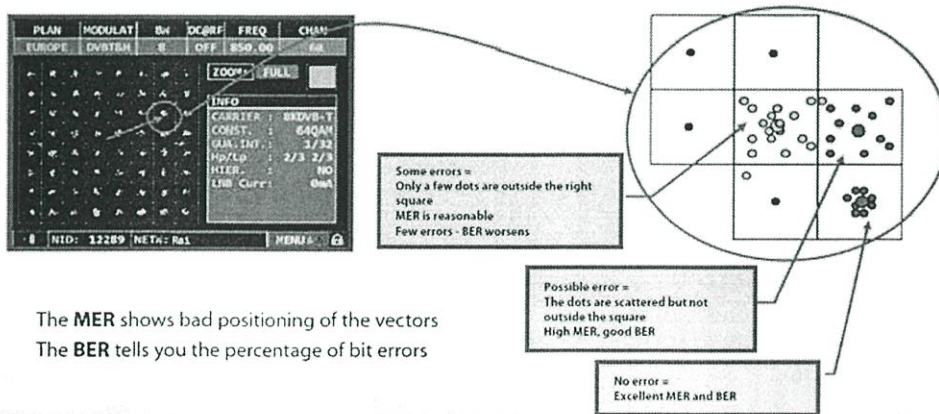 PLAN MODULAT BW DC@RF FREQ CHAN
EUROPE DVBT&H 8 OFF 850.00
ZOOM FULL
INFO
CARRIER : 8KDVB-T
CONST. : 64QAM
GUA.INT. : 1/32
Hp/Lp : 2/3 2/3
HIER. : NO
LNB Curr: 0mA
NID: 12289 NETW: Rai MENU
Some errors =
Only a few dots are outside the right
square
MER is reasonable
Few errors - BER worsens
Possible error =
The dots are scattered but not
outside the square
High MER, good BER
No error =
Excellent MER and BER
The MER shows bad positioning of the vectors
The BER tells you the percentage of bit errors